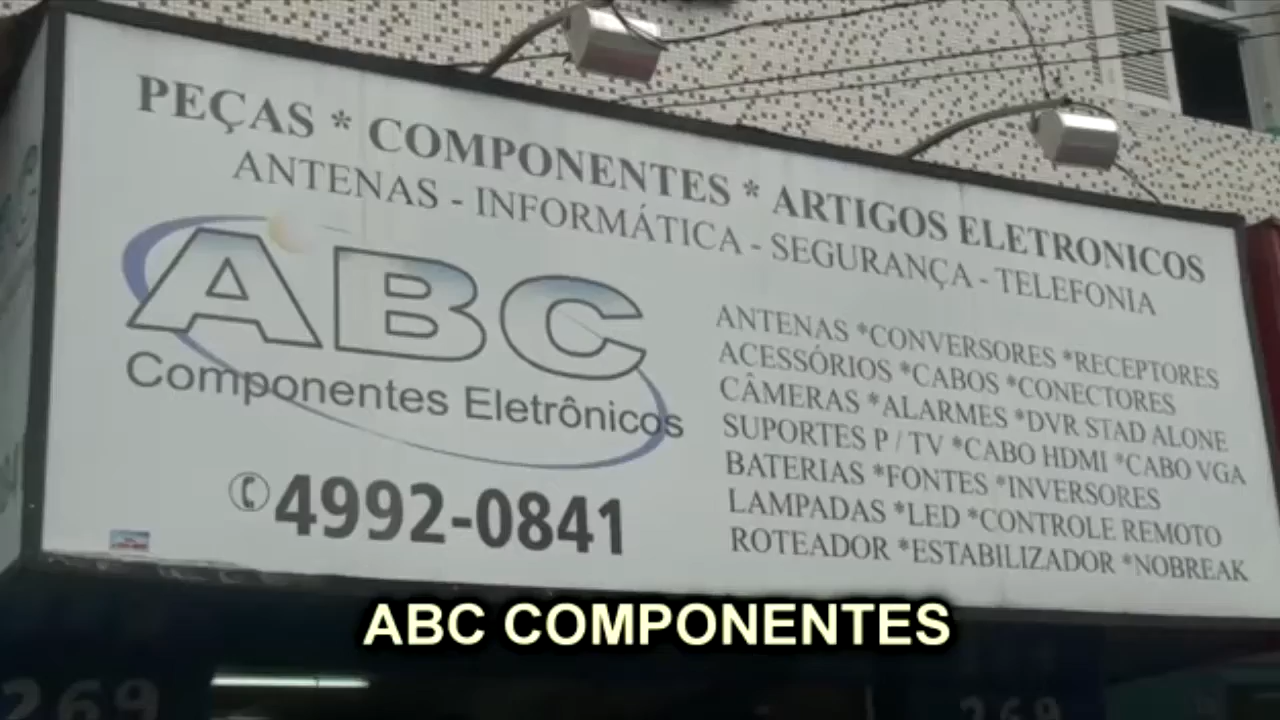 PEÇAS * COMPONENTES * ARTIGOS ELETRONICOS
ANTENAS - INFORMÁTICA - SEGURANÇA - TELEFONIA
ABC
Componentes Eletrônicos
4992-0841
ANTENAS *CONVERSORES *RECEPTORES
ACESSÓRIOS *CABOS *CONECTORES
CÂMERAS *ALARMES *DVR STAD ALONE
SUPORTES P / TV *CABO HDMI *CABO VGA
BATERIAS *FONTES *INVERSORES
LAMPADAS *LED *CONTROLE REMOTO
ROTEADOR *ESTABILIZADOR *NOBREAK
ABC COMPONENTES
269
269